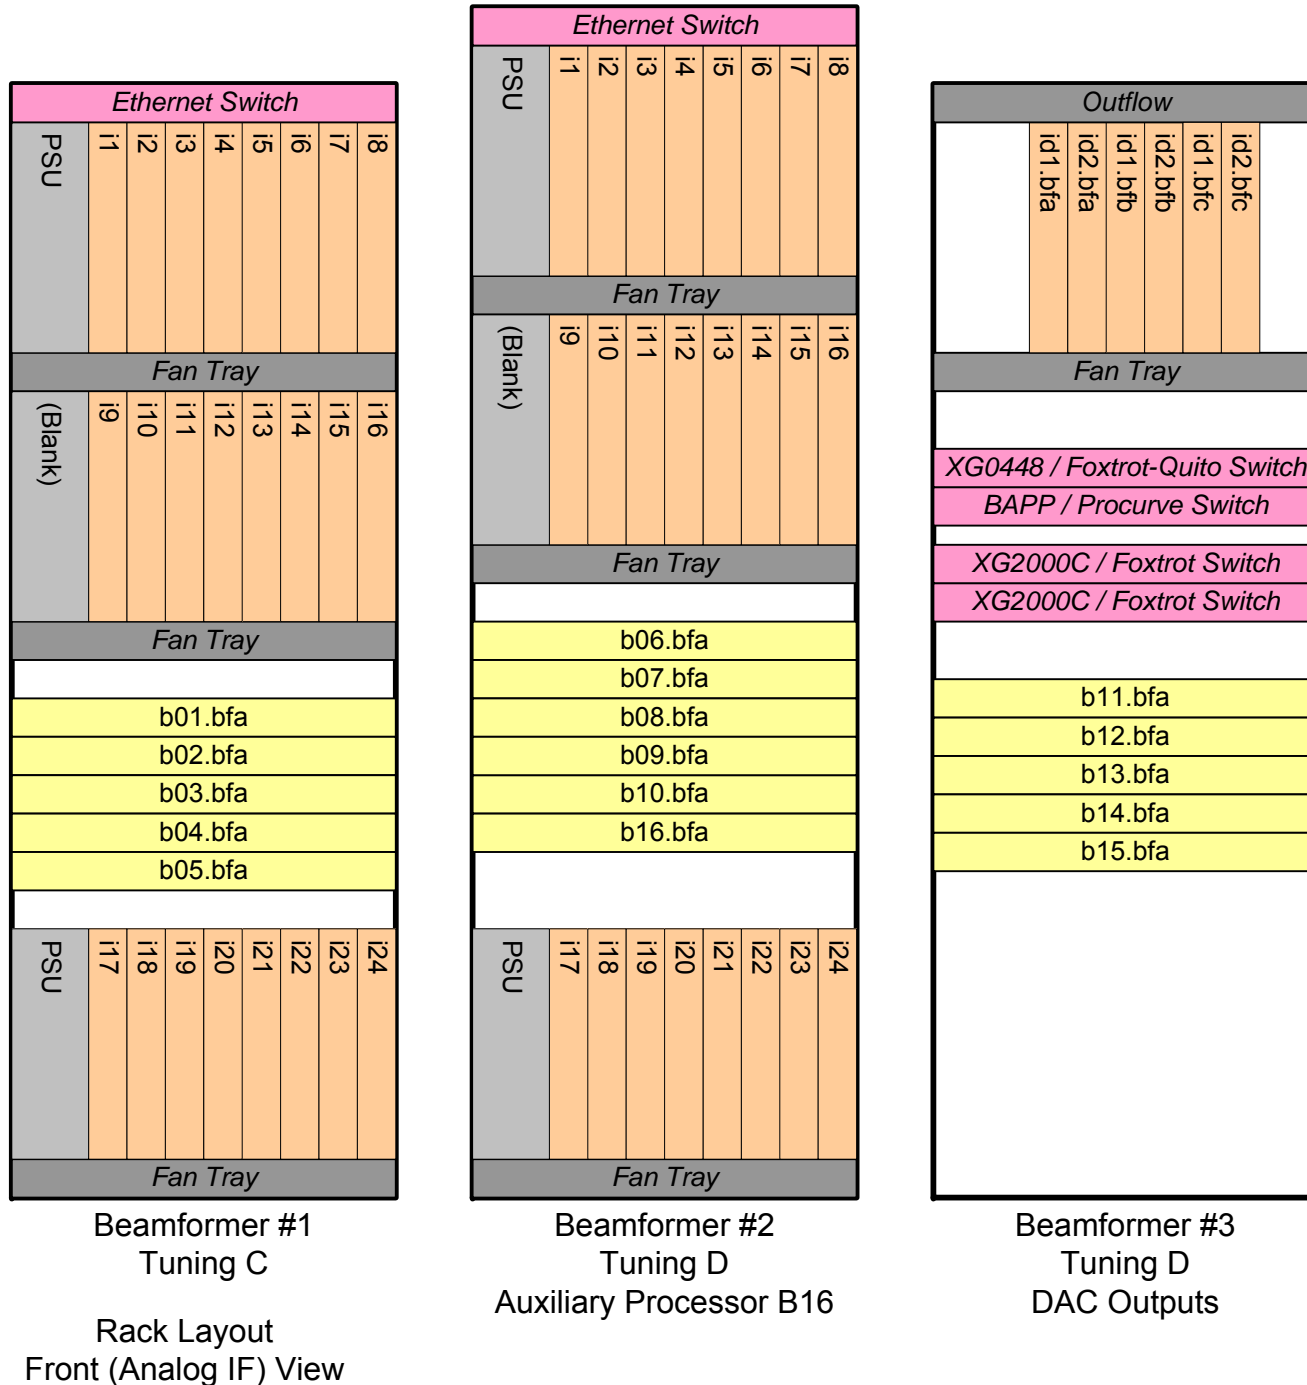 Ethernet Switch
PSU
i1
i2
i3
i4
i5
i6
i7
i8
Fan Tray
(Blank)
i9
i10
i11
i12
i13
i14
i15
i16
Fan Tray
b01.bfa
b02.bfa
b03.bfa
b04.bfa
b05.bfa
PSU
i17
i18
i19
i20
i21
i22
i23
i24
Fan Tray
Beamformer #1
Tuning C
Rack Layout
Front (Analog IF) View
Ethernet Switch
PSU
i1
i2
i3
i4
i5
i6
i7
i8
Fan Tray
(Blank)
i9
i10
i11
i12
i13
i14
i15
i16
Fan Tray
b06.bfa
b07.bfa
b08.bfa
b09.bfa
b10.bfa
b16.bfa
PSU
i17
i18
i19
i20
i21
i22
i23
i24
Fan Tray
Beamformer #2
Tuning D
Auxiliary Processor B16
Outflow
id1.bfa
id2.bfa
id1.bfb
id2.bfb
id1.bfc
id2.bfc
Fan Tray
XG0448 / Foxtrot-Quito Switch
BAPP / Procurve Switch
XG2000C / Foxtrot Switch
XG2000C / Foxtrot Switch
b11.bfa
b12.bfa
b13.bfa
b14.bfa
b15.bfa
Beamformer #3
Tuning D
DAC Outputs